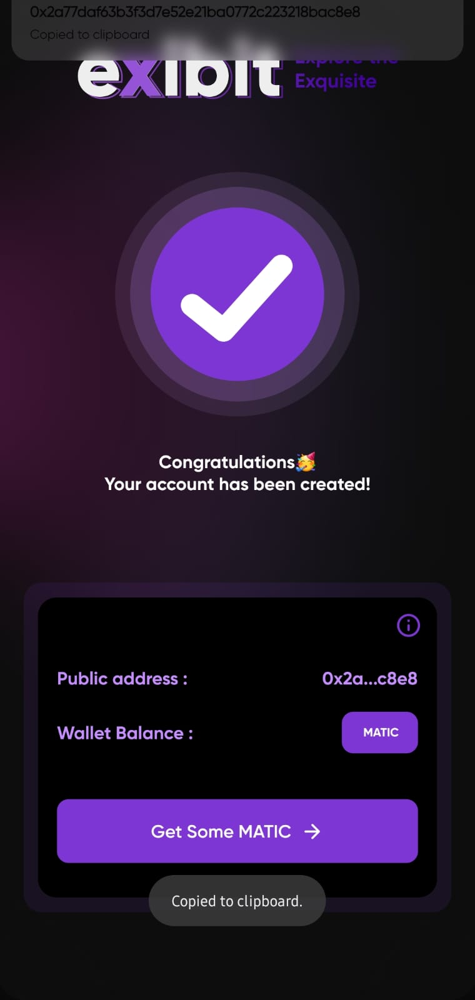 0x2a77daf63b3f3d7e52e21ba0772c223218bac8e8
Copied to clipboard
exibit
Explore the
Exquisite
Congratulations🥳
Your account has been created!
Public address :
0x2a...c8e8
Wallet Balance :
MATIC
Get Some MATIC →
Copied to clipboard.